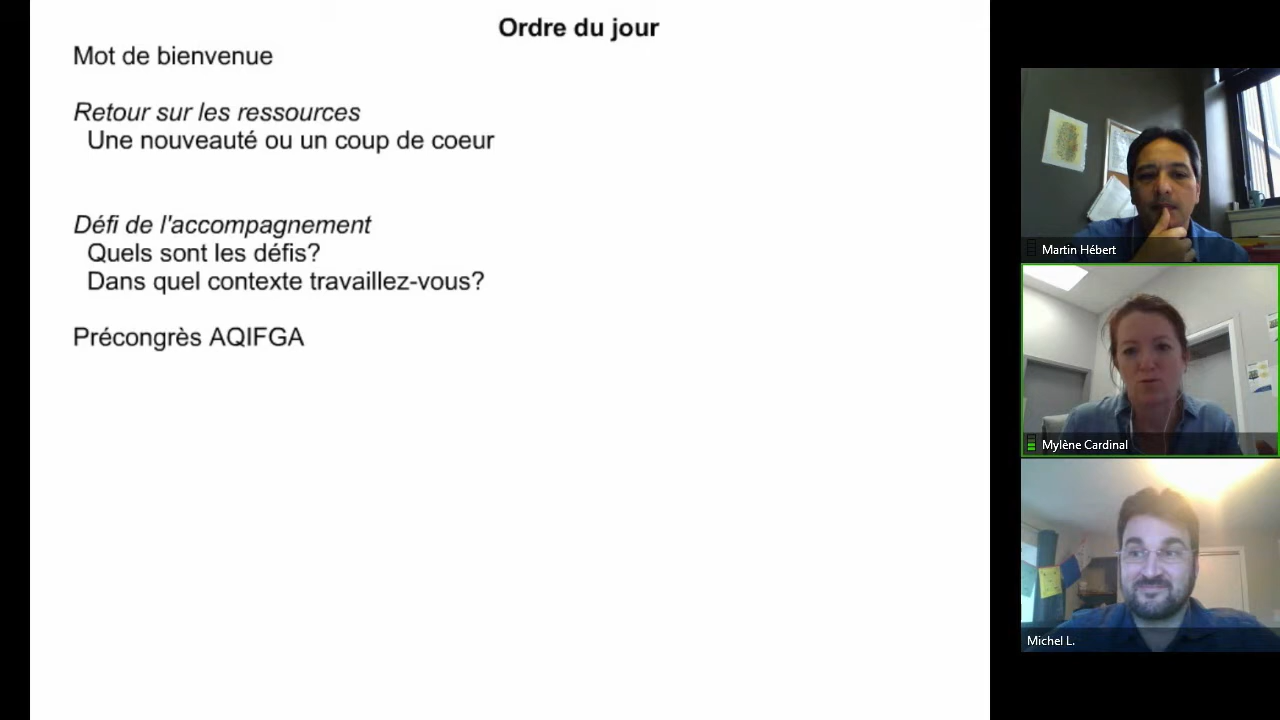 Ordre du jour
Mot de bienvenue
Retour sur les ressources
Une nouveauté ou un coup de coeur
Défi de l'accompagnement
Quels sont les défis?
Dans quel contexte travaillez-vous?
Précongrès AQIFGA
Martin Hébert
Mylène Cardinal
Michel L.